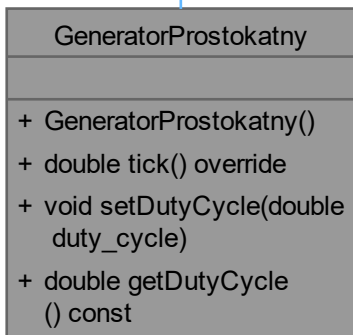 GeneratorProstokatny
+ GeneratorProstokatny()
+ double tick() override
+ void setDutyCycle(double
duty_cycle)
+ double getDutyCycle
() const